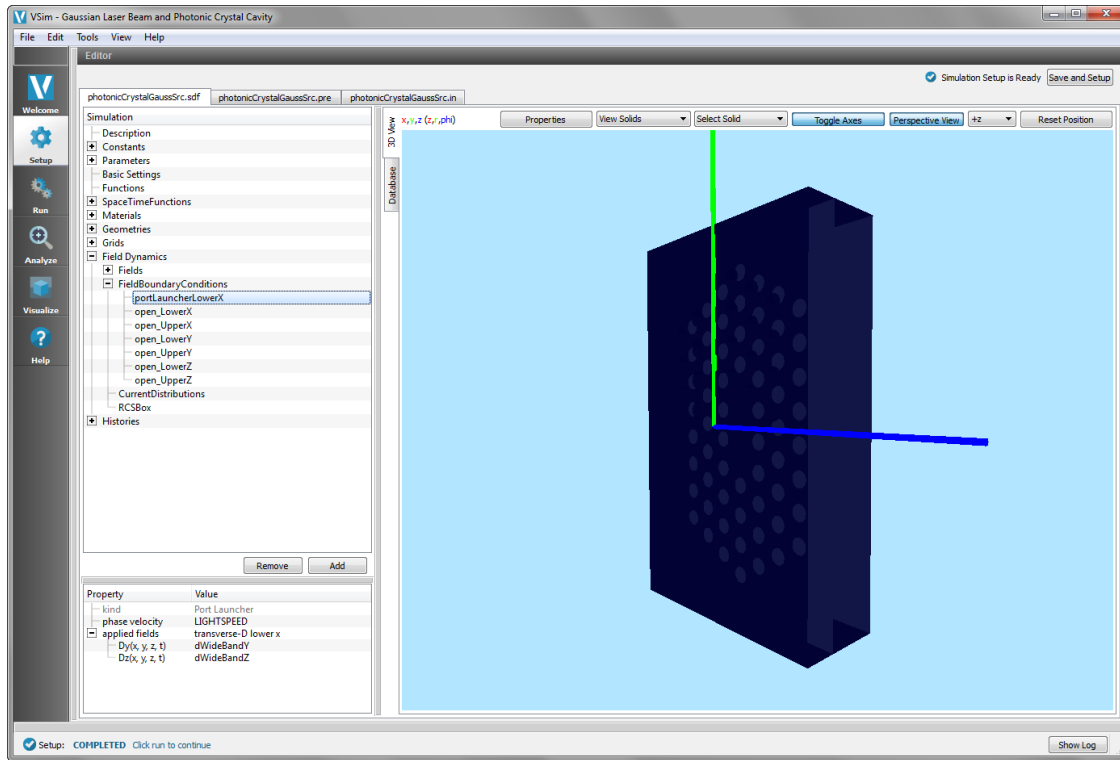 VSim - Gaussian Laser Beam and Photonic Crystal Cavity
File Edit Tools View Help
Editor
Simulation Setup is Ready Save and Setup
photonicCrystalGaussSrc.sdf photonicCrystalGaussSrc.pre photonicCrystalGaussSrc.in
Welcome
Setup
Run
Analyze
Visualize
Help
Simulation
Description
Constants
Parameters
Basic Settings
Functions
SpaceTimeFunctions
Materials
Geometries
Grids
Field Dynamics
Fields
FieldBoundaryConditions
portLauncherLowerX
open_LowerX
open_UpperX
open_LowerY
open_UpperY
open_LowerZ
open_UpperZ
CurrentDistributions
RCSBox
Histories
Remove Add
Property Value
kind Port Launcher
phase velocity LIGHTSPEED
applied fields transverse-D lower x
Dy(x, y, z, t) dWideBandY
Dz(x, y, z, t) dWideBandZ
3D View
Database
x,y,z (z,r,phi) Properties View Solids Select Solid Toggle Axes Perspective View +z Reset Position
Setup: COMPLETED Click run to continue Show Log